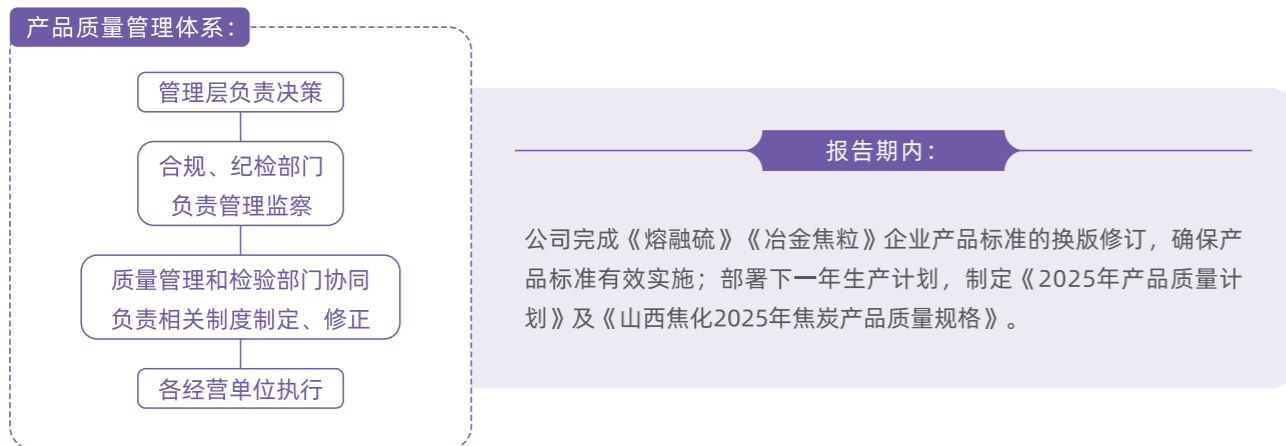 产品质量管理体系：
管理层负责决策
合规、纪检部门
负责管理监察
质量管理和检验部门协同
负责相关制度制定、修正
各经营单位执行
报告期内：
公司完成《熔融硫》《冶金焦粒》企业产品标准的换版修订，确保产
品标准有效实施；部署下一年生产计划，制定《2025年产品质量计
划》及《山西焦化2025年焦炭产品质量规格》。